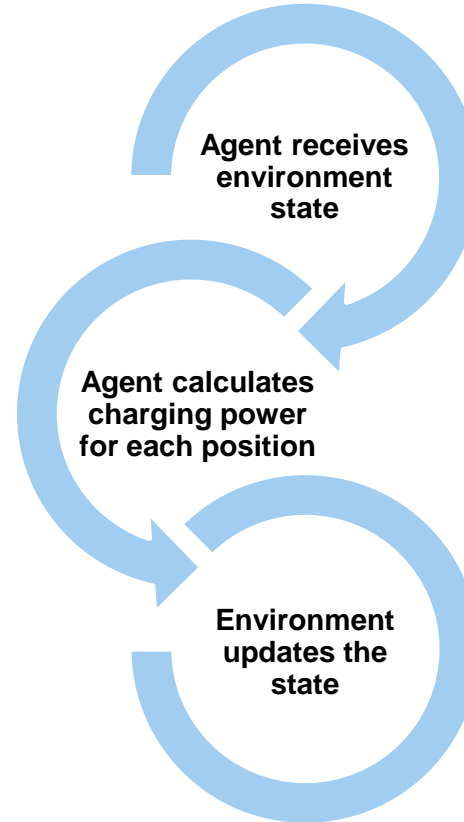 Agent receives
environment
state
Agent calculates
charging power
for each position
Environment
updates the
state